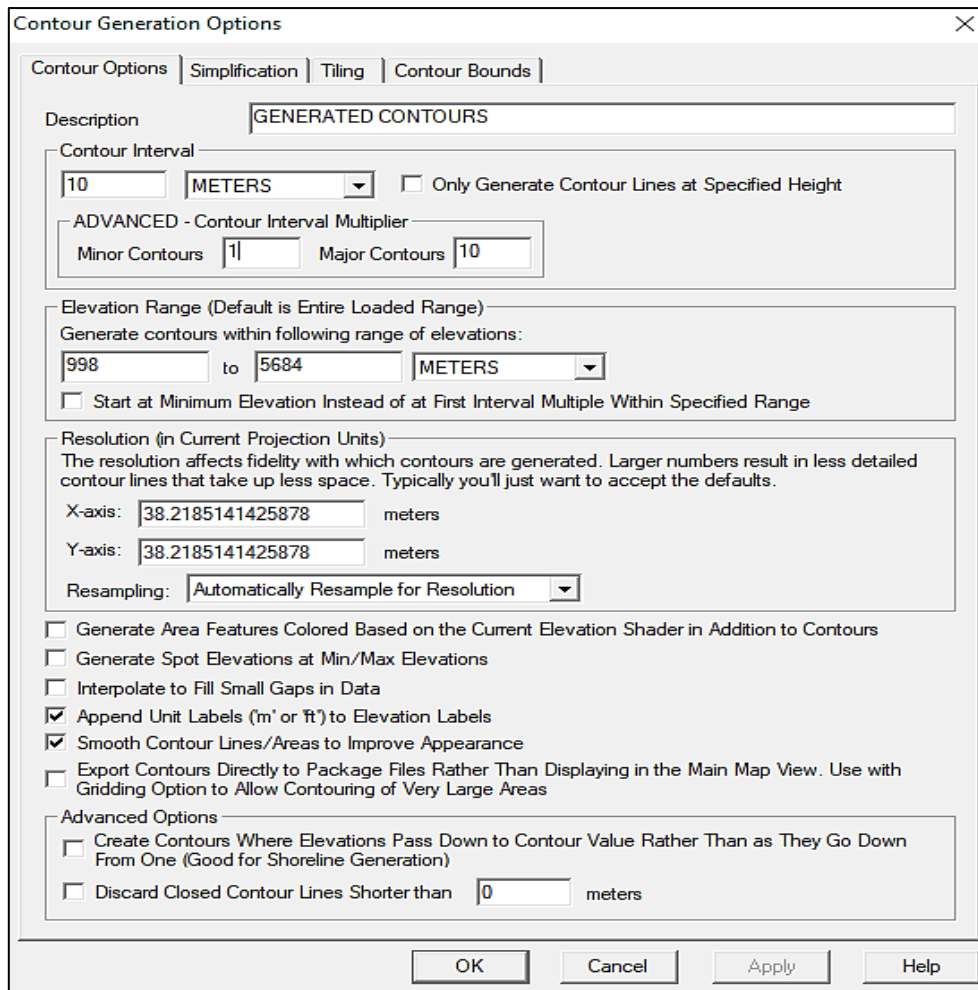 Contour Generation Options
Contour Options Simplification Tiling Contour Bounds
Description GENERATED CONTOURS
Contour Interval
10 METERS Only Generate Contour Lines at Specified Height
ADVANCED - Contour Interval Multiplier
Minor Contours 1 Major Contours 10
Elevation Range (Default is Entire Loaded Range)
Generate contours within following range of elevations:
998 to 5684 METERS
Start at Minimum Elevation Instead of at First Interval Multiple Within Specified Range
Resolution (in Current Projection Units)
The resolution affects fidelity with which contours are generated. Larger numbers result in less detailed
contour lines that take up less space. Typically you'll just want to accept the defaults.
X-axis: 38.2185141425878 meters
Y-axis: 38.2185141425878 meters
Resampling: Automatically Resample for Resolution
Generate Area Features Colored Based on the Current Elevation Shader in Addition to Contours
Generate Spot Elevations at Min/Max Elevations
Interpolate to Fill Small Gaps in Data
Append Unit Labels ('m' or 'ft') to Elevation Labels
Smooth Contour Lines/Areas to Improve Appearance
Export Contours Directly to Package Files Rather Than Displaying in the Main Map View. Use with
Gridding Option to Allow Contouring of Very Large Areas
Advanced Options
Create Contours Where Elevations Pass Down to Contour Value Rather Than as They Go Down
From One (Good for Shoreline Generation)
Discard Closed Contour Lines Shorter than 0 meters
OK Cancel Apply Help